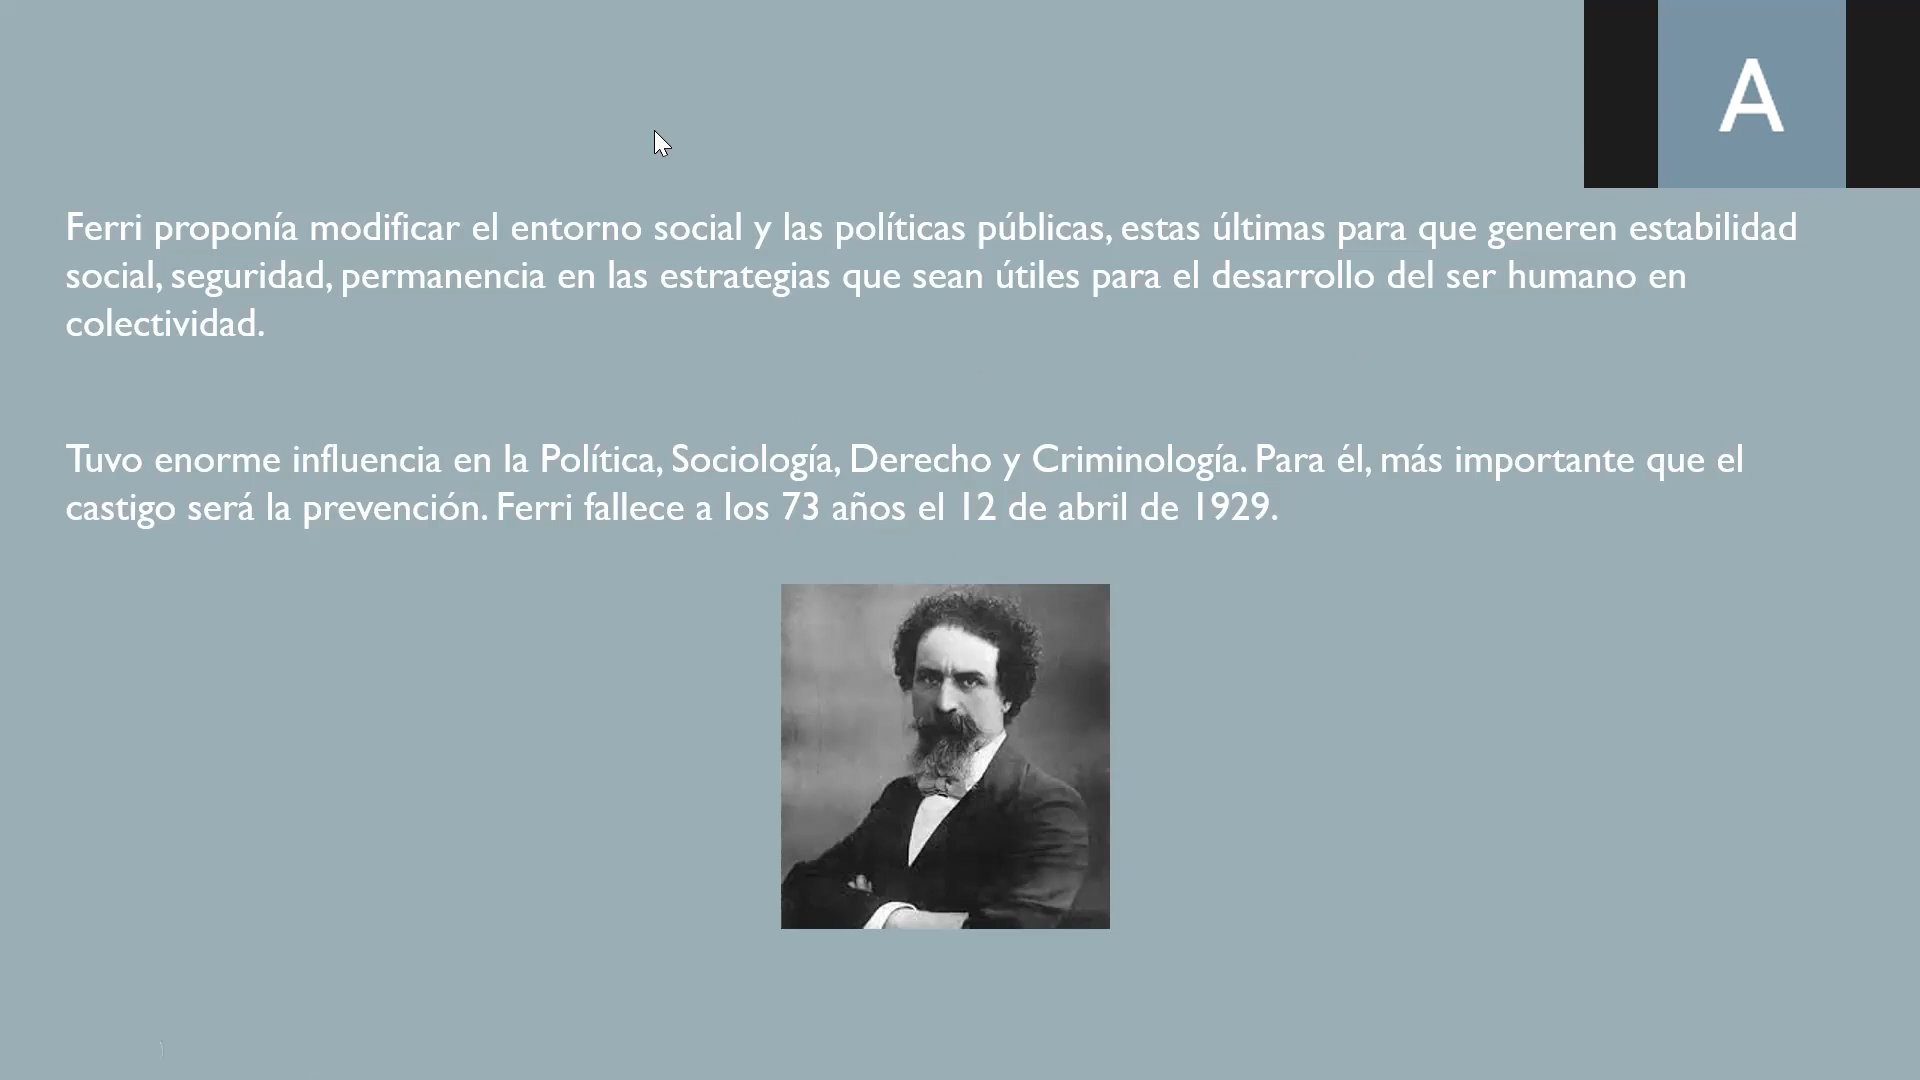 A
Ferri proponía modificar el entorno social y las políticas públicas, estas últimas para que generen estabilidad
social, seguridad, permanencia en las estrategias que sean útiles para el desarrollo del ser humano en
colectividad.
Tuvo enorme influencia en la Política, Sociología, Derecho y Criminología. Para él, más importante que el
castigo será la prevención. Ferri fallece a los 73 años el 12 de abril de 1929.